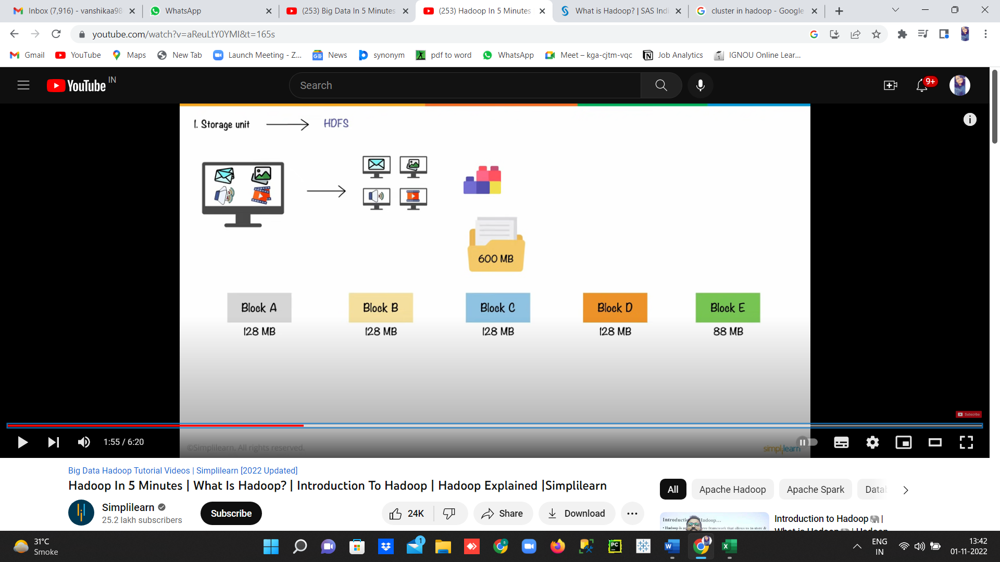 Inbox (7,916) - vanshikaa98
WhatsApp
(253) Big Data In 5 Minutes
(253) Hadoop In 5 Minutes
What is Hadoop? | SAS Indi
cluster in hadoop - Google
youtube.com/watch?v=aReuLtY0YMI&t=165s
Gmail
YouTube
Maps
New Tab
Launch Meeting - Z...
News
synonym
pdf to word
WhatsApp
Meet – kga-cjtm-vqc
Job Analytics
IGNOU Online Lear...
YouTube IN
Search
9+
1. Storage unit
HDFS
600 MB
Block A
Block B
Block C
Block D
Block E
128 MB
128 MB
128 MB
128 MB
88 MB
Subscribe
1:55 / 6:20
©Simplilearn. All rights reserved.
simplilearn
Big Data Hadoop Tutorial Videos | Simplilearn [2022 Updated]
Hadoop In 5 Minutes | What Is Hadoop? | Introduction To Hadoop | Hadoop Explained |Simplilearn
Simplilearn
25.2 lakh subscribers
Subscribe
24K
Share
Download
All
Apache Hadoop
Apache Spark
Datab
Introduction to Hadoop |
What is Hadoop | Hadoop
31°C
Smoke
1
ENG
IN
13:42
01-11-2022